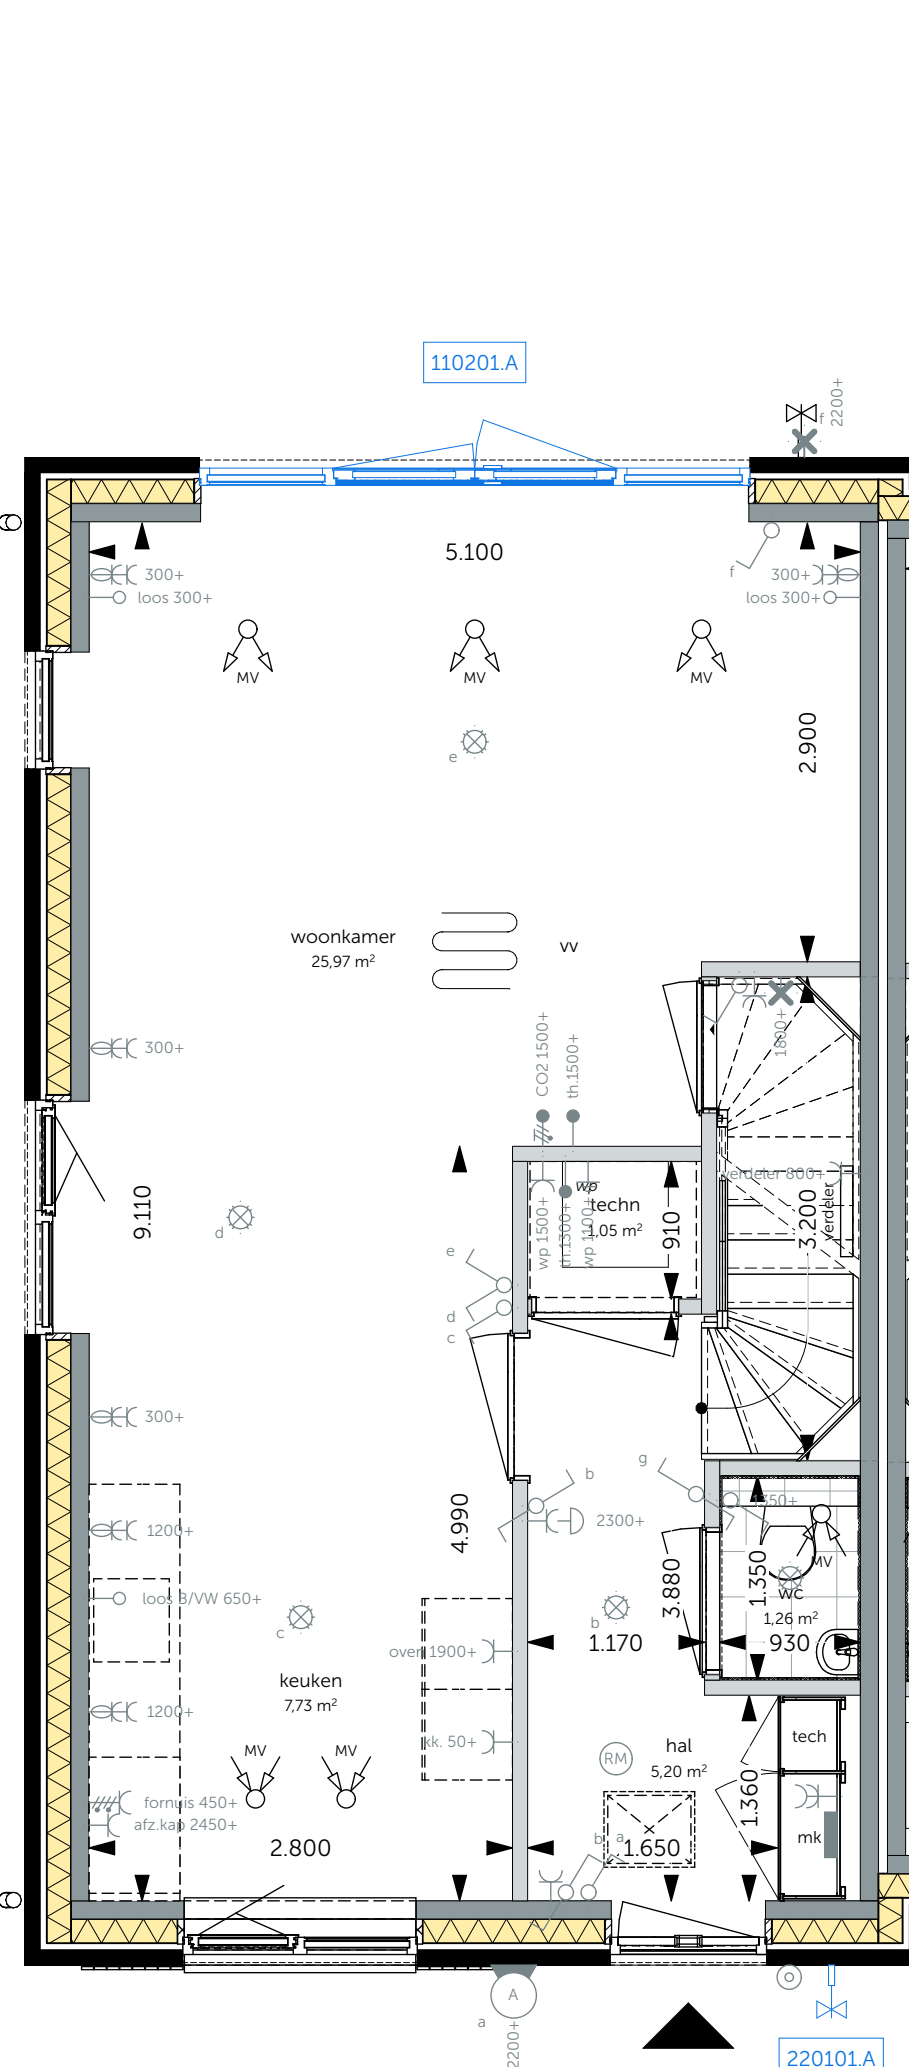 110201.A
f
2200+
5.100
f
300+
300+
loos 300+
loos 300+
MV
MV
MV
e
2.900
woonkamer
25,97 m²
vv
300+
CO2 1500+
th.1500+
1800+
9.110
d
wp
techn
1,05 m²
wp 1500+
th.1300+
wp 1100+
910
verdeler 800+
verdeler
3.200
e
d
c
300+
4.990
b
g
1350+
1200+
2300+
loos B/VW 650+
3.880
1.350
MV
wc
1,26 m²
c
b
oven 1900+
1.170
930
keuken
7,73 m²
1200+
kk. 50+
hal
5,20 m²
RM
tech
MV
MV
1.360
fornuis 450+
afz.kap 2450+
mk
2.800
b
a
1.650
A
a
2200+
220101.A